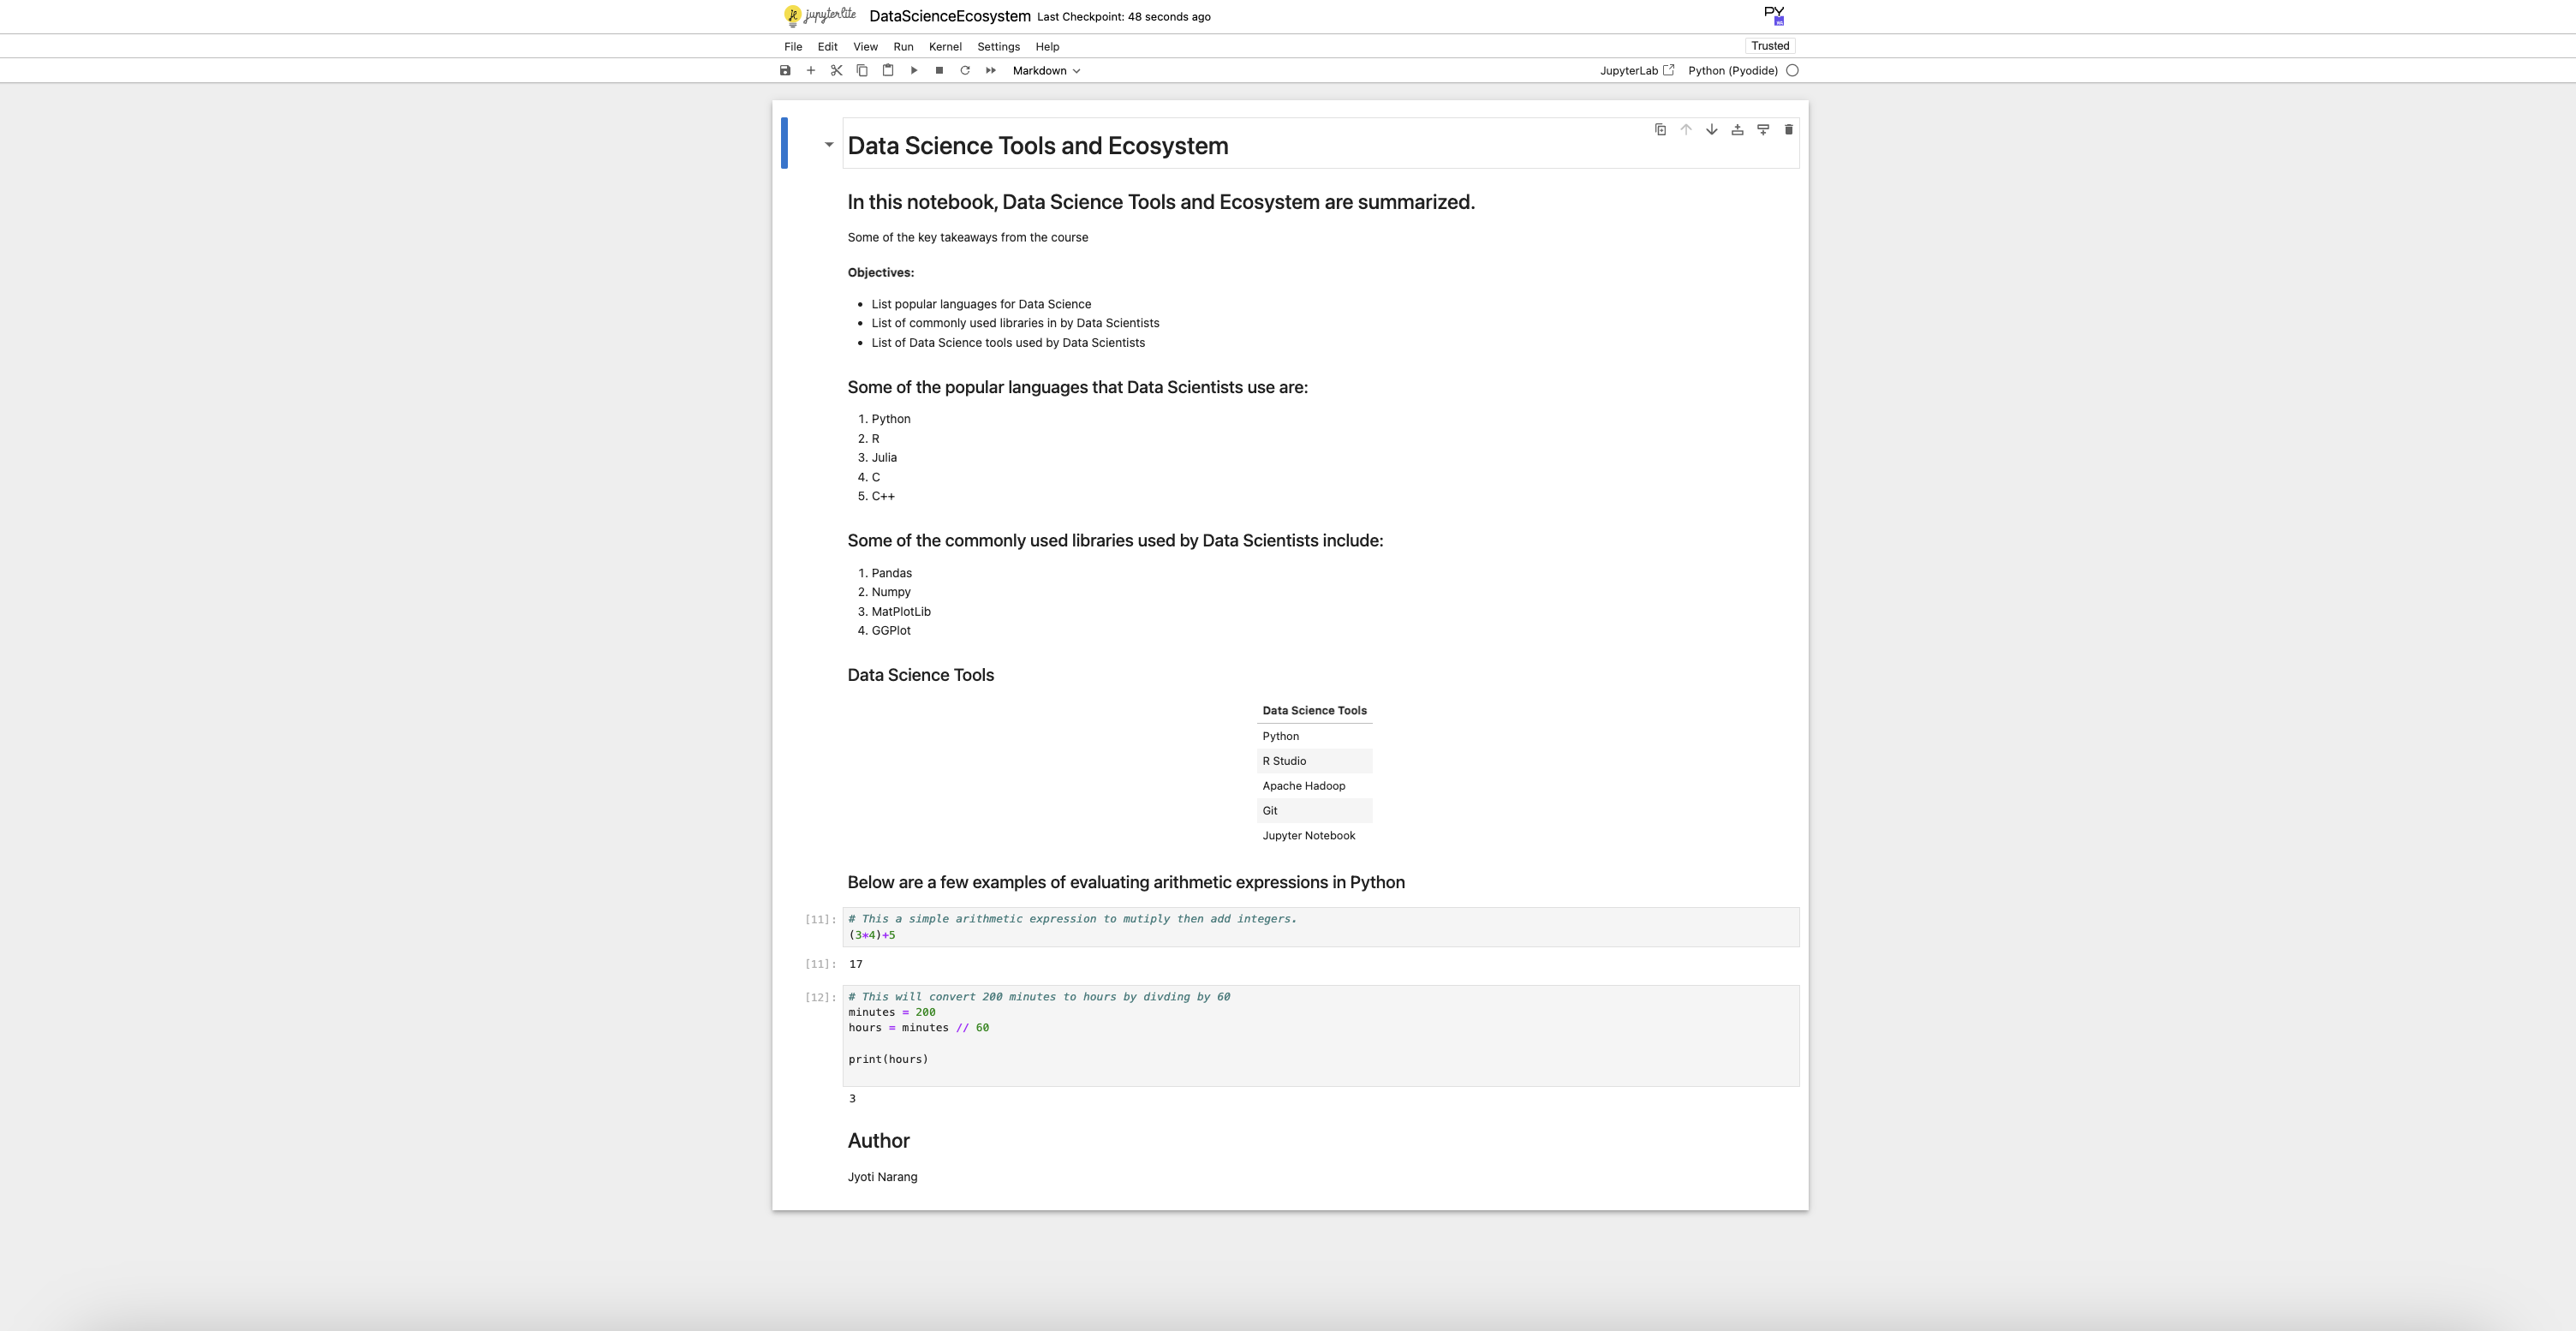 jupyterlite DataScienceEcosystem Last Checkpoint: 48 seconds ago
PY
File Edit View Run Kernel Settings Help Trusted
Markdown JupyterLab Python (Pyodide)
Data Science Tools and Ecosystem
In this notebook, Data Science Tools and Ecosystem are summarized.
Some of the key takeaways from the course
Objectives:
• List popular languages for Data Science
• List of commonly used libraries in by Data Scientists
• List of Data Science tools used by Data Scientists
Some of the popular languages that Data Scientists use are:
1. Python
2. R
3. Julia
4. C
5. C++
Some of the commonly used libraries used by Data Scientists include:
1. Pandas
2. Numpy
3. MatPlotLib
4. GGPlot
Data Science Tools
Data Science Tools
Python
R Studio
Apache Hadoop
Git
Jupyter Notebook
Below are a few examples of evaluating arithmetic expressions in Python
[11]: # This a simple arithmetic expression to mutiply then add integers.
(3*4)+5
[11]: 17
[12]: # This will convert 200 minutes to hours by divding by 60
minutes = 200
hours = minutes // 60
print(hours)
3
Author
Jyoti Narang